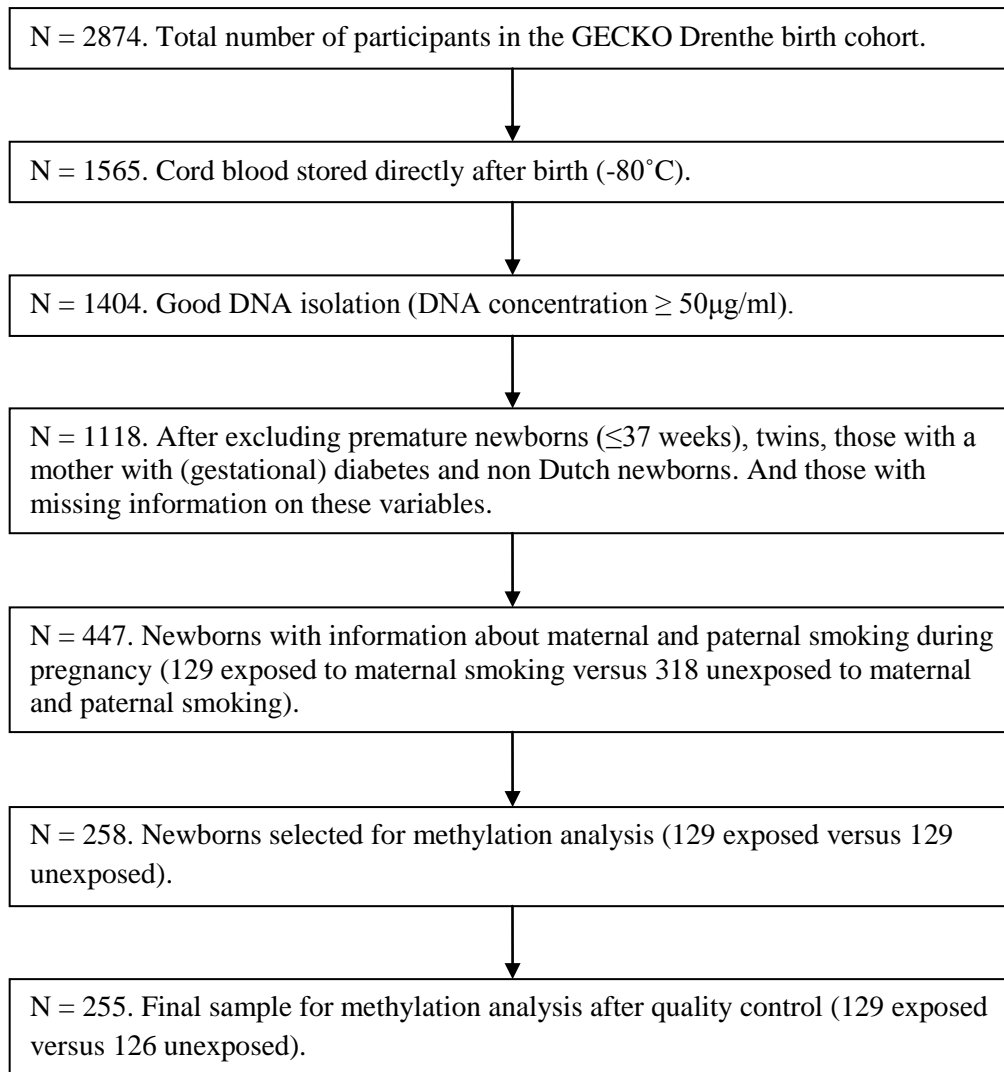 N = 2874. Total number of participants in the GECKO Drenthe birth cohort.
N = 1565. Cord blood stored directly after birth (-80˚C).
N = 1404. Good DNA isolation (DNA concentration ≥ 50μg/ml).
N = 1118. After excluding premature newborns (≤37 weeks), twins, those with a
mother with (gestational) diabetes and non Dutch newborns. And those with
missing information on these variables.
N = 447. Newborns with information about maternal and paternal smoking during
pregnancy (129 exposed to maternal smoking versus 318 unexposed to maternal
and paternal smoking).
N = 258. Newborns selected for methylation analysis (129 exposed versus 129
unexposed).
N = 255. Final sample for methylation analysis after quality control (129 exposed
versus 126 unexposed).